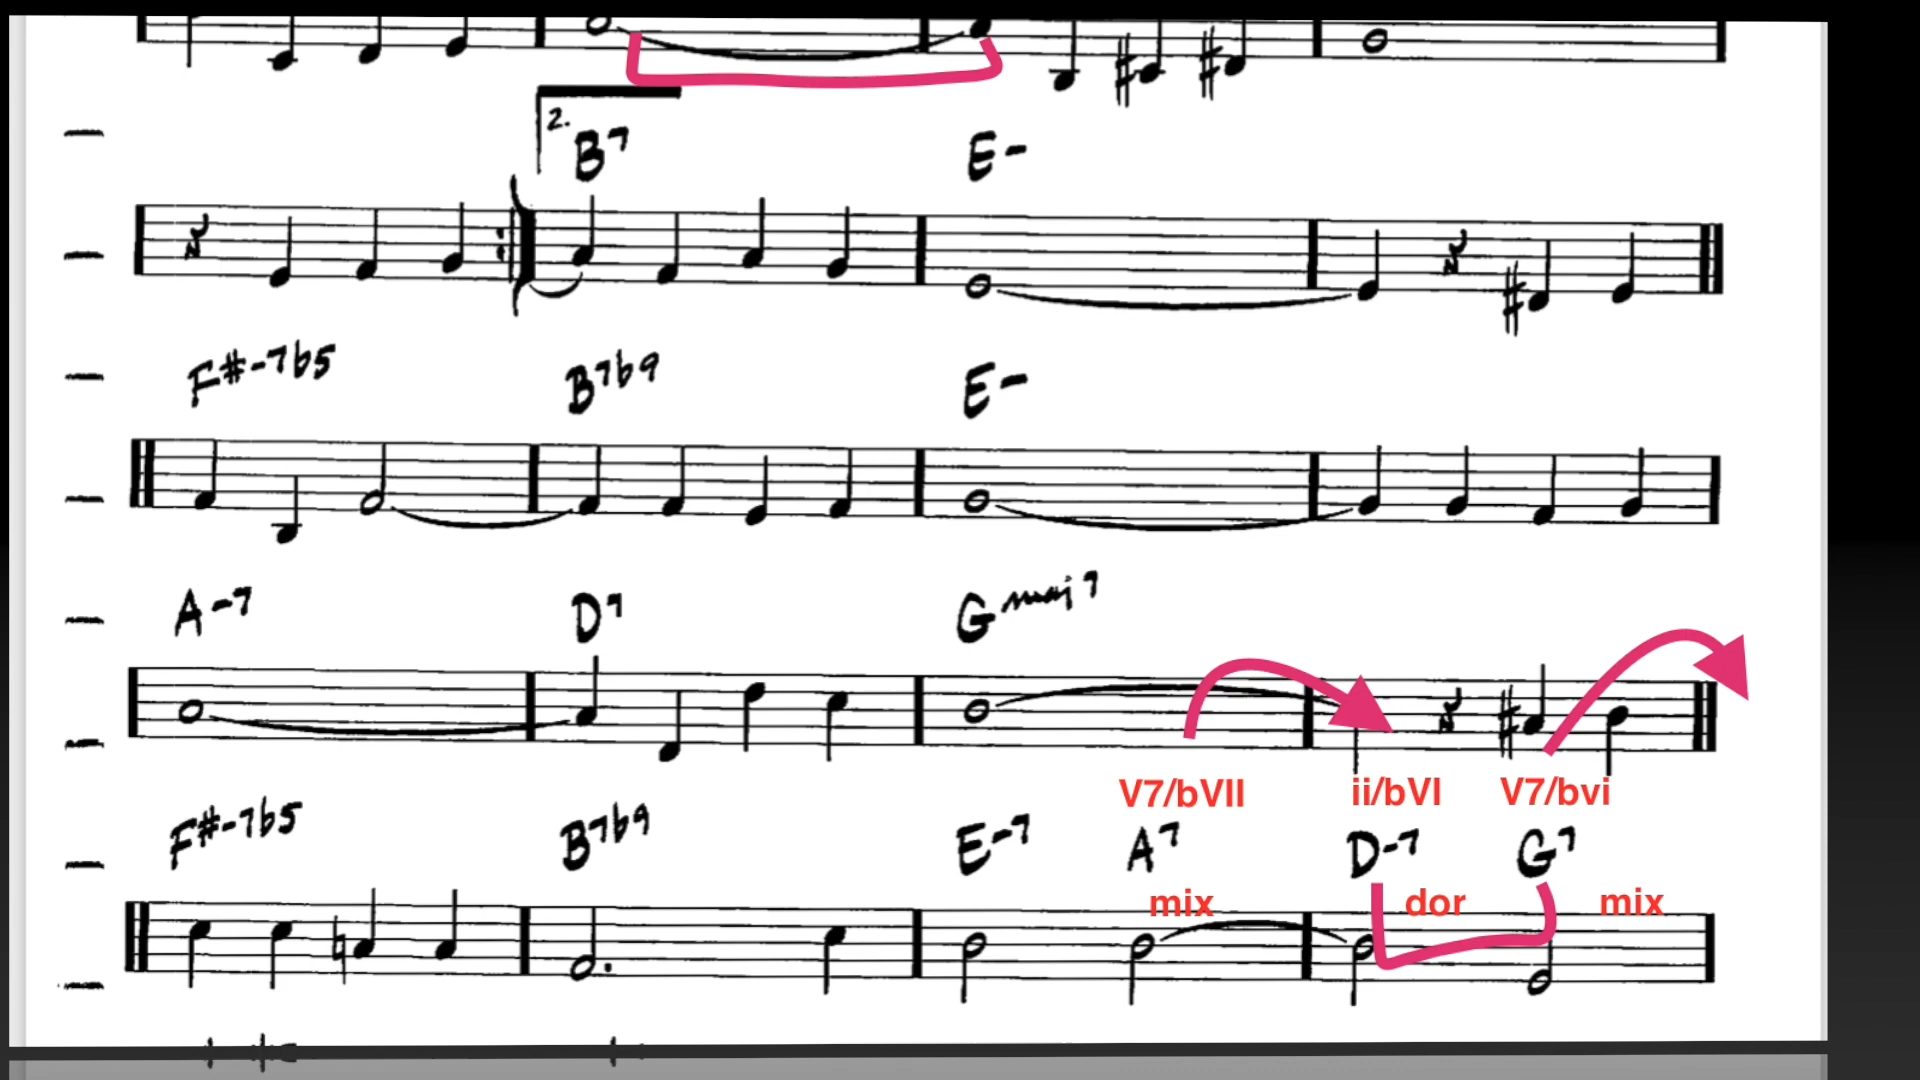 2.
B7 E-
F#-7b5 B7b9 E-
A-7 D7 Gmaj7
V7/bVII ii/bVI V7/bvi
F#-7b5 B7b9 E-7 A7 D-7 G7
mix dor mix